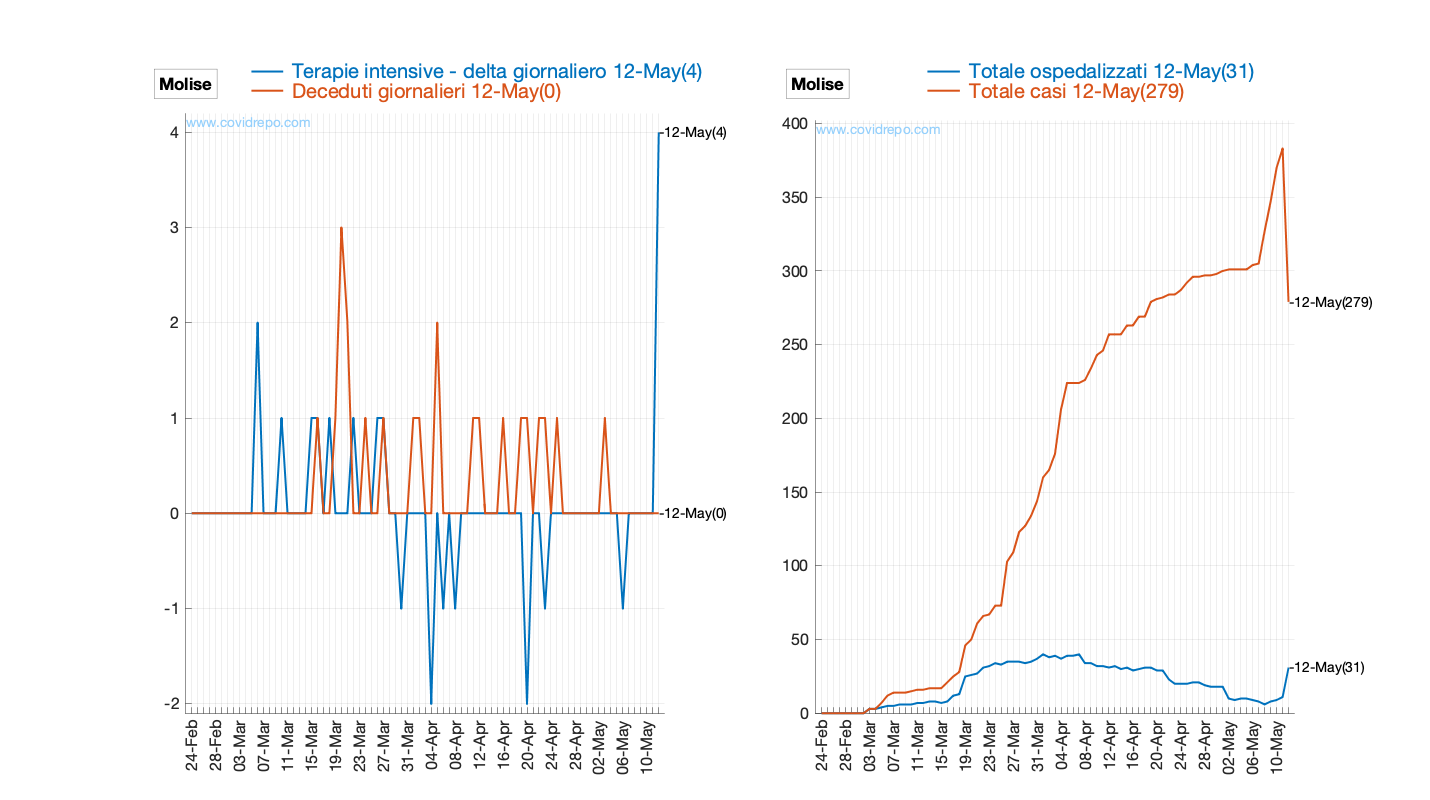 Molise
Terapie intensive - delta giornaliero 12-May(4)
Deceduti giornalieri 12-May(0)
www.covidrepo.com
4
3
2
1
0
-1
-2
12-May(4)
12-May(0)
24-Feb
28-Feb
03-Mar
07-Mar
11-Mar
15-Mar
19-Mar
23-Mar
27-Mar
31-Mar
04-Apr
08-Apr
12-Apr
16-Apr
20-Apr
24-Apr
28-Apr
02-May
06-May
10-May
Molise
Totale ospedalizzati 12-May(31)
Totale casi 12-May(279)
www.covidrepo.com
400
350
300
250
200
150
100
50
0
12-May(279)
12-May(31)
24-Feb
28-Feb
03-Mar
07-Mar
11-Mar
15-Mar
19-Mar
23-Mar
27-Mar
31-Mar
04-Apr
08-Apr
12-Apr
16-Apr
20-Apr
24-Apr
28-Apr
02-May
06-May
10-May